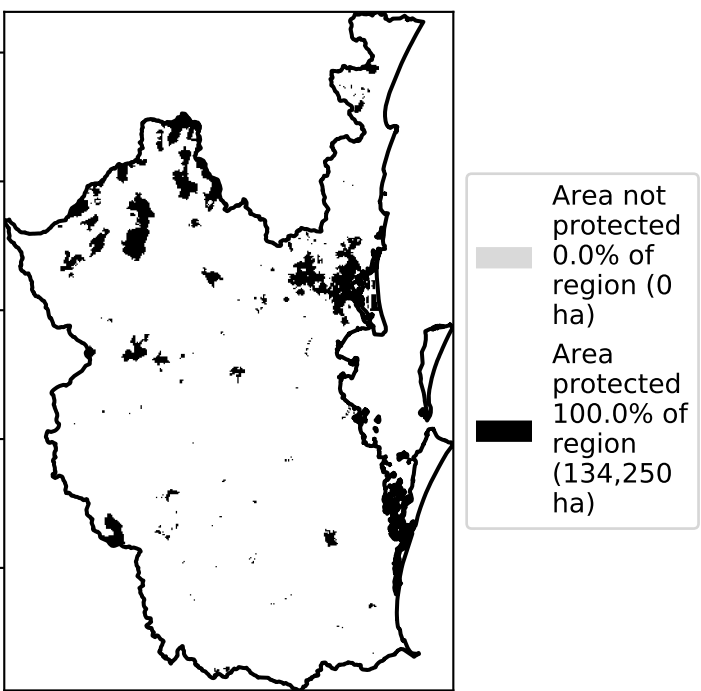 Area not
protected
0.0% of
region (0
ha)
Area
protected
100.0% of
region
(134,250
ha)